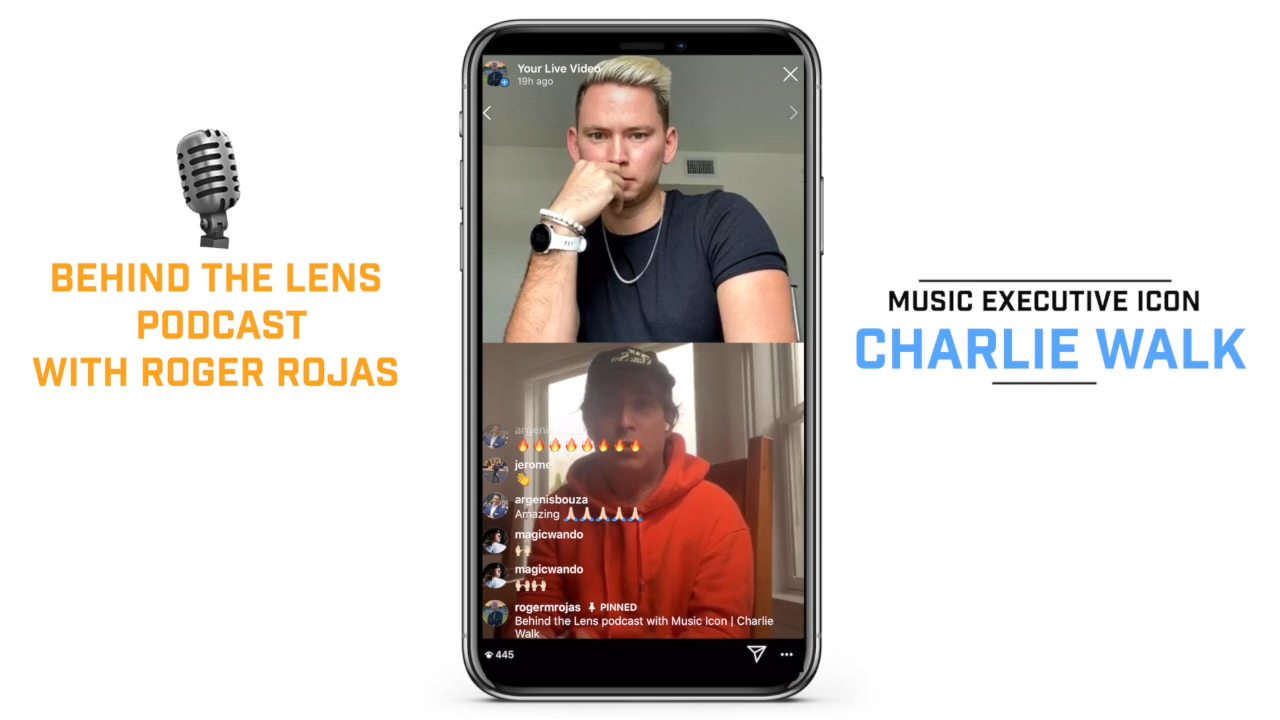 BEHIND THE LENS
PODCAST
WITH ROGER ROJAS
Your Live Video
19h ago
jerome
argenisbouza
Amazing 🙏🏻🙏🏻🙏🏻🙏🏻🙏🏻
magicwando
magicwando
rogermrojas PINNED
Behind the Lens podcast with Music Icon | Charlie
Walk
445
MUSIC EXECUTIVE ICON
CHARLIE WALK